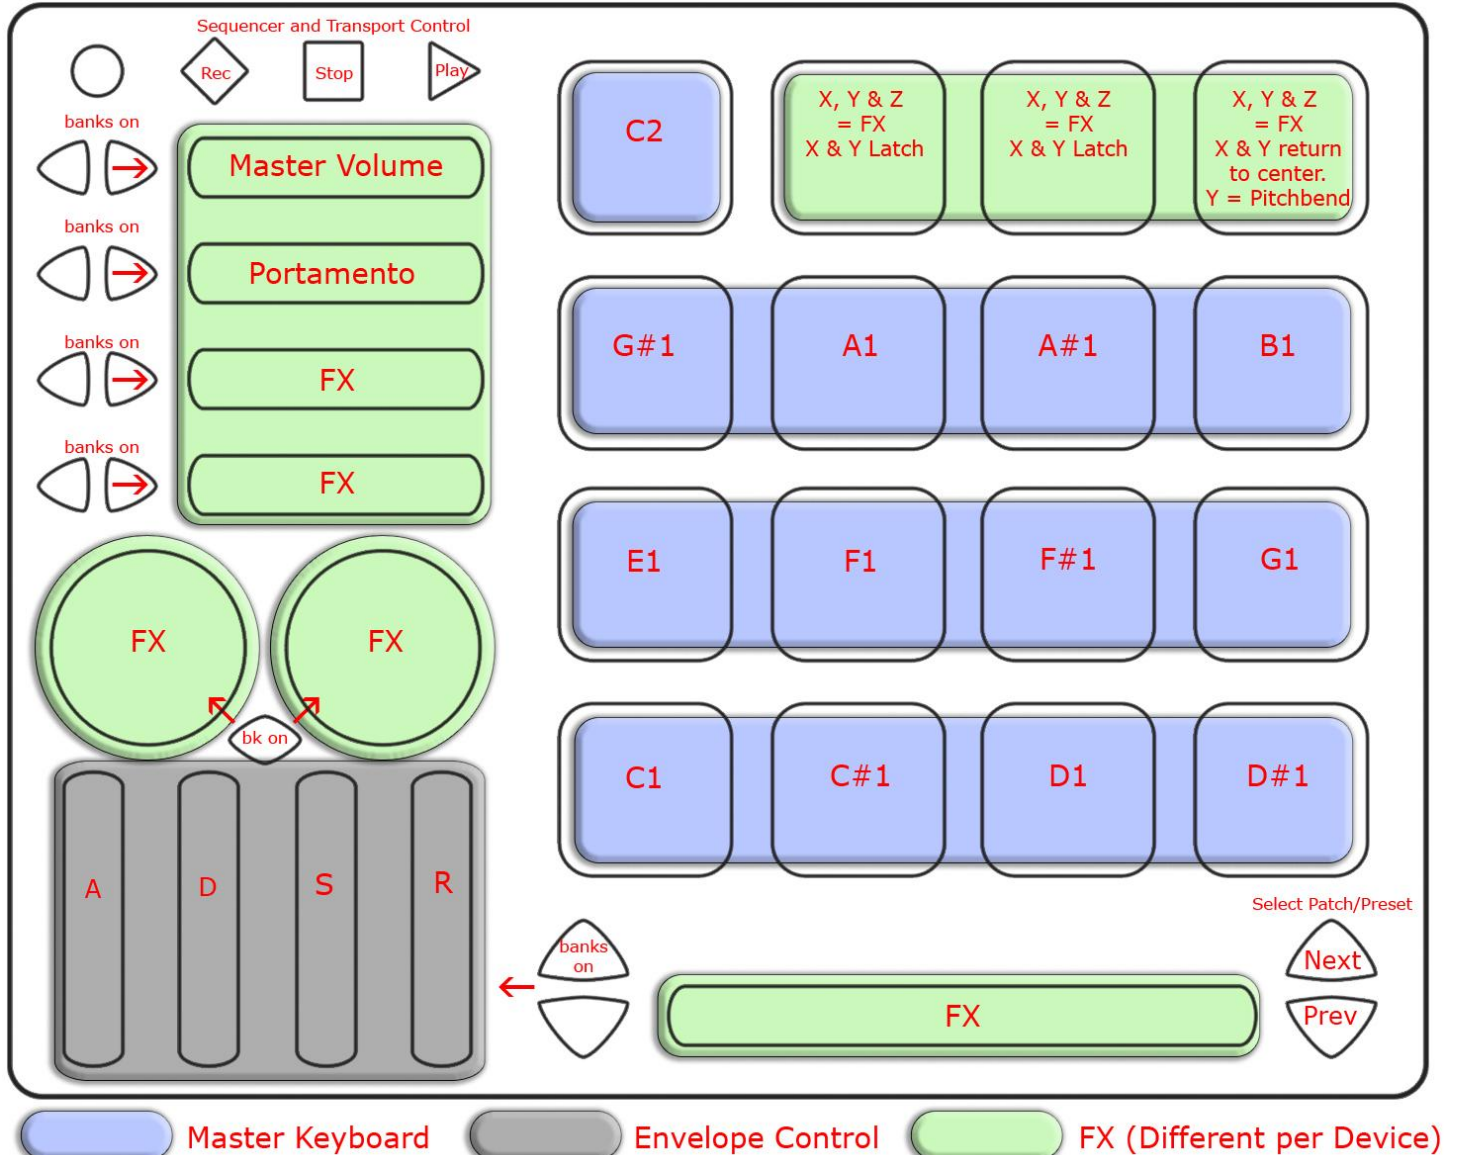 Sequencer and Transport Control
Rec
Stop
Play
banks on
Master Volume
banks on
Portamento
banks on
FX
banks on
FX
FX
FX
bk on
A
D
S
R
C2
X, Y & Z
= FX
X & Y Latch
X, Y & Z
= FX
X & Y Latch
X, Y & Z
= FX
X & Y return
to center.
Y = Pitchbend
G#1
A1
A#1
B1
E1
F1
F#1
G1
C1
C#1
D1
D#1
banks
on
FX
Select Patch/Preset
Next
Prev
Master Keyboard
Envelope Control
FX (Different per Device)